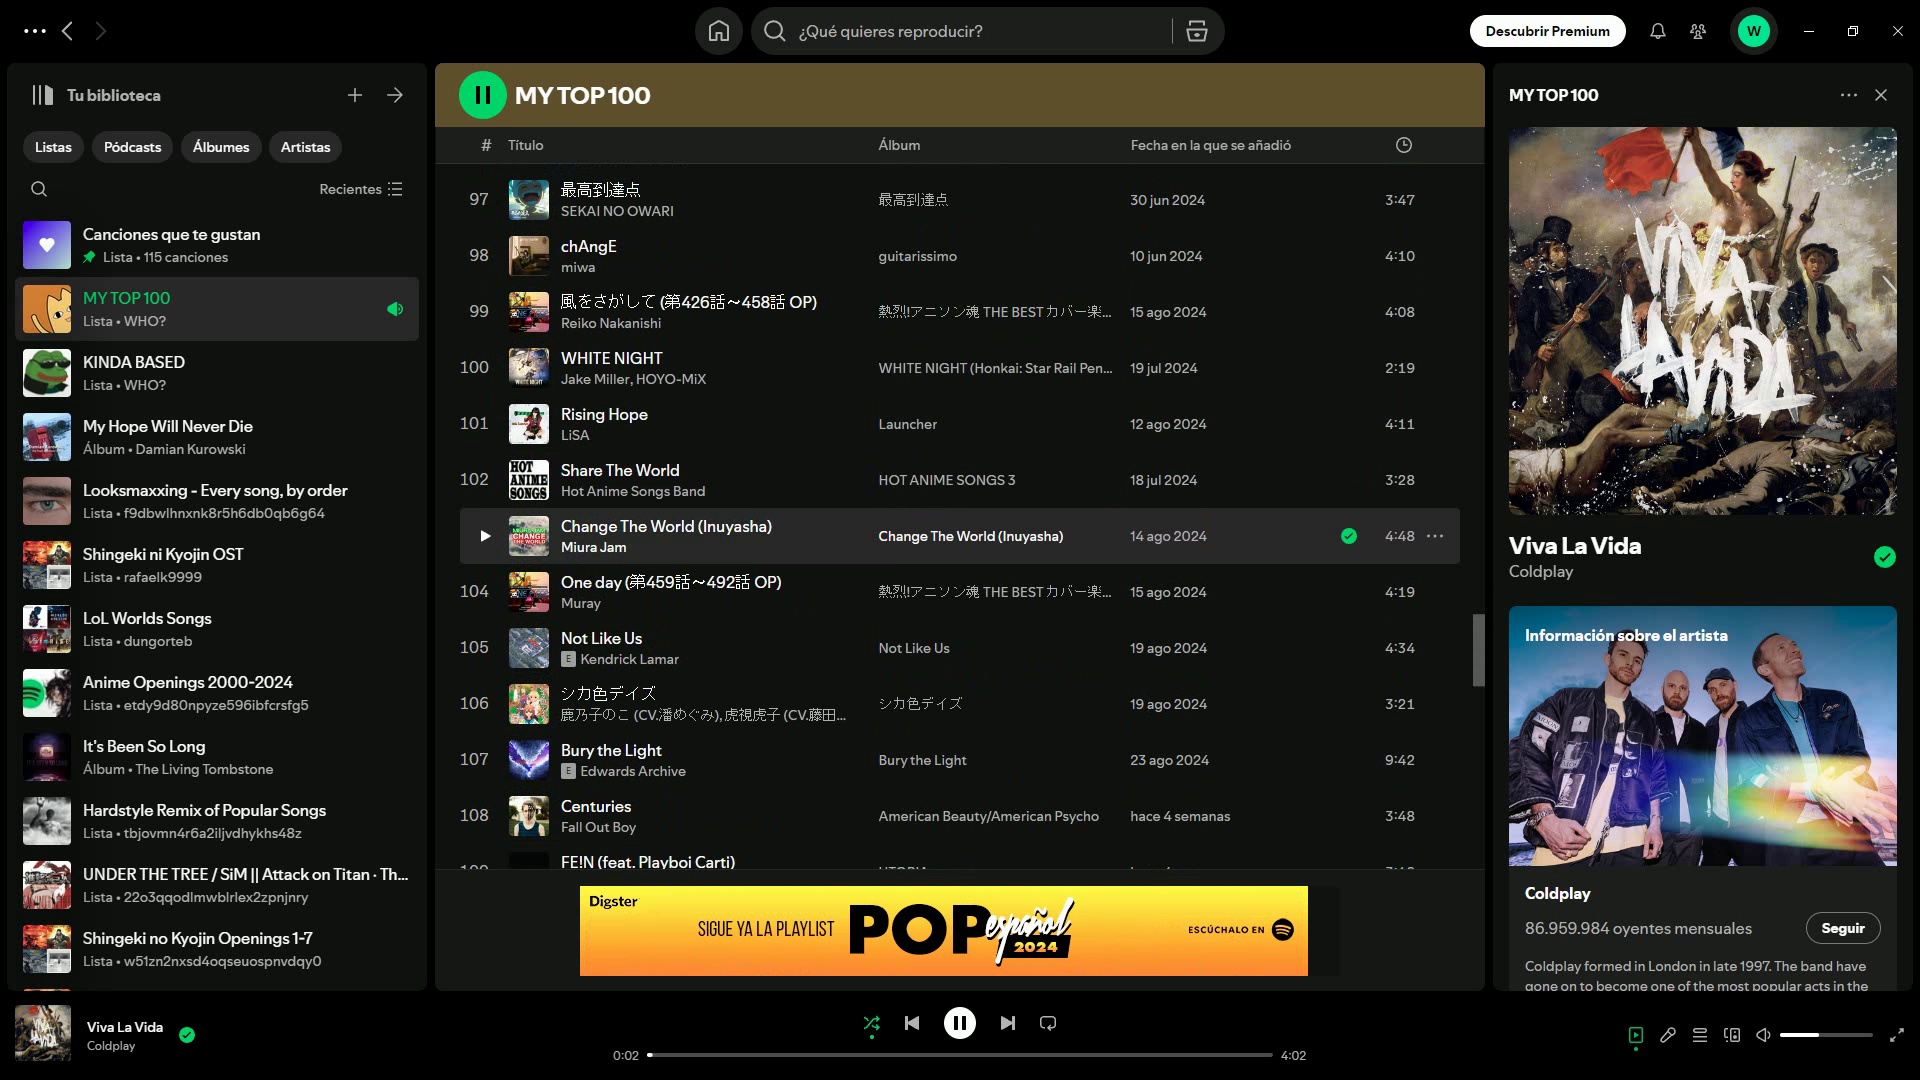 ¿Qué quieres reproducir?
Descubrir Premium
W
Tu biblioteca
Listas
Pódcasts
Álbumes
Artistas
Recientes
Canciones que te gustan
Lista • 115 canciones
MY TOP 100
Lista • WHO?
KINDA BASED
Lista • WHO?
My Hope Will Never Die
Álbum • Damian Kurowski
Looksmaxxing - Every song, by order
Lista • f9dbwlhnxnk8r5h6db0qb6g64
Shingeki ni Kyojin OST
Lista • rafaelk9999
LoL Worlds Songs
Lista • dungorteb
Anime Openings 2000-2024
Lista • etdy9d80npyze596ibfcrsfg5
It's Been So Long
Álbum • The Living Tombstone
Hardstyle Remix of Popular Songs
Lista • tbjovmn4r6a2iljvdhykhs48z
UNDER THE TREE / SiM || Attack on Titan · Th...
Lista • 22o3qqodlmwblrlex2zpnjnry
Shingeki no Kyojin Openings 1-7
Lista • w51zn2nxsd4oqseuospnvdqy0
MY TOP 100
# Título Álbum Fecha en la que se añadió
97 最高到達点 最高到達点 30 jun 2024 3:47
SEKAI NO OWARI
98 chAngE guitarissimo 10 jun 2024 4:10
miwa
99 風をさがして (第426話～458話 OP) 熱烈!アニソン魂 THE BESTカバー楽... 15 ago 2024 4:08
Reiko Nakanishi
100 WHITE NIGHT WHITE NIGHT (Honkai: Star Rail Pen... 19 jul 2024 2:19
Jake Miller, HOYO-MiX
101 Rising Hope Launcher 12 ago 2024 4:11
LiSA
102 Share The World HOT ANIME SONGS 3 18 jul 2024 3:28
Hot Anime Songs Band
HOT ANIME SONGS
Change The World (Inuyasha) Change The World (Inuyasha) 14 ago 2024 4:48
Miura Jam
104 One day (第459話～492話 OP) 熱烈!アニソン魂 THE BESTカバー楽... 15 ago 2024 4:19
Muray
105 Not Like Us Not Like Us 19 ago 2024 4:34
E Kendrick Lamar
106 シカ色デイズ シカ色デイズ 19 ago 2024 3:21
鹿乃子のこ (CV.潘めぐみ), 虎視虎子 (CV.藤田...
107 Bury the Light Bury the Light 23 ago 2024 9:42
E Edwards Archive
108 Centuries American Beauty/American Psycho hace 4 semanas 3:48
Fall Out Boy
FE!N (feat. Playboi Carti)
Digster
SIGUE YA LA PLAYLIST
POP español 2024
ESCÚCHALO EN
MY TOP 100
VIVA LA VIDA
Viva La Vida
Coldplay
Información sobre el artista
Coldplay
86.959.984 oyentes mensuales
Seguir
Coldplay formed in London in late 1997. The band have
gone on to become one of the most popular acts in the
Viva La Vida
Coldplay
0:02
4:02